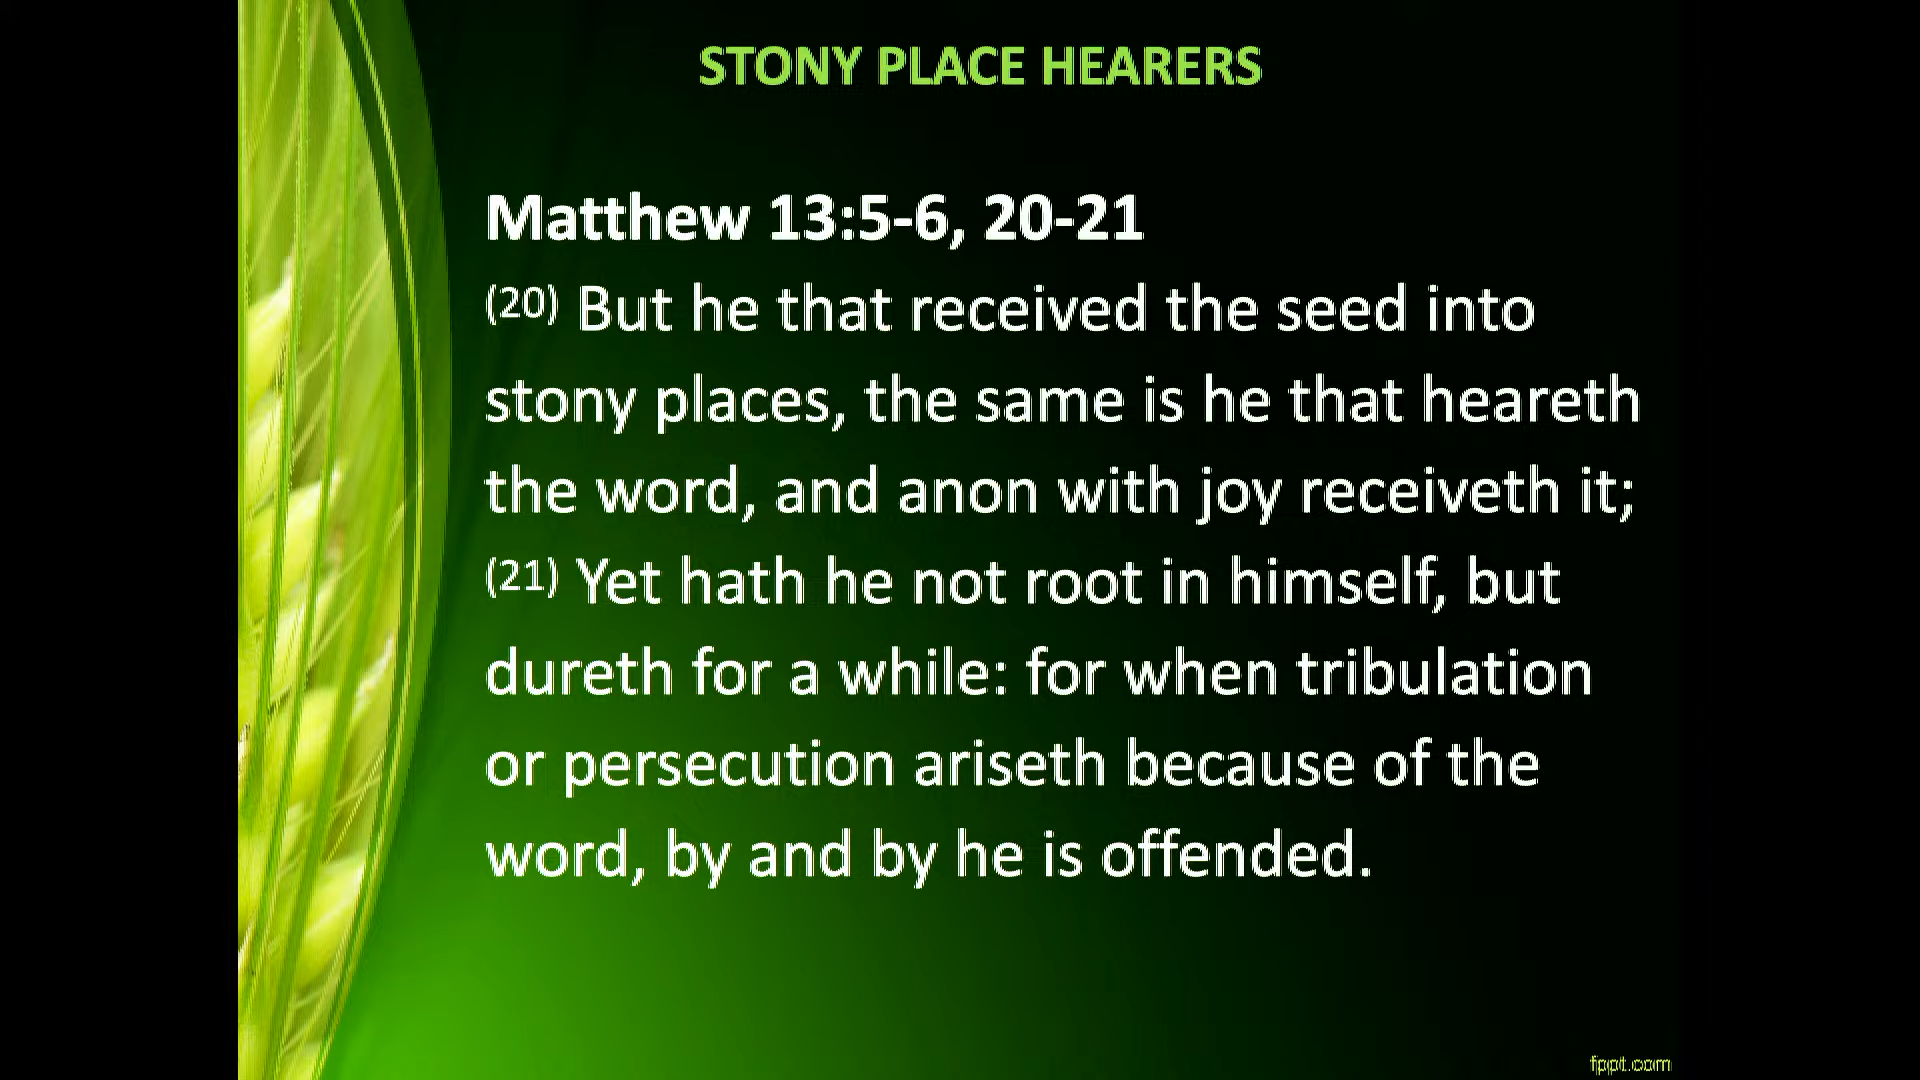 STONY PLACE HEARERS
Matthew 13:5-6, 20-21
(20) But he that received the seed into
stony places, the same is he that heareth
the word, and anon with joy receiveth it;
(21) Yet hath he not root in himself, but
dureth for a while: for when tribulation
or persecution ariseth because of the
word, by and by he is offended.
fppt.com